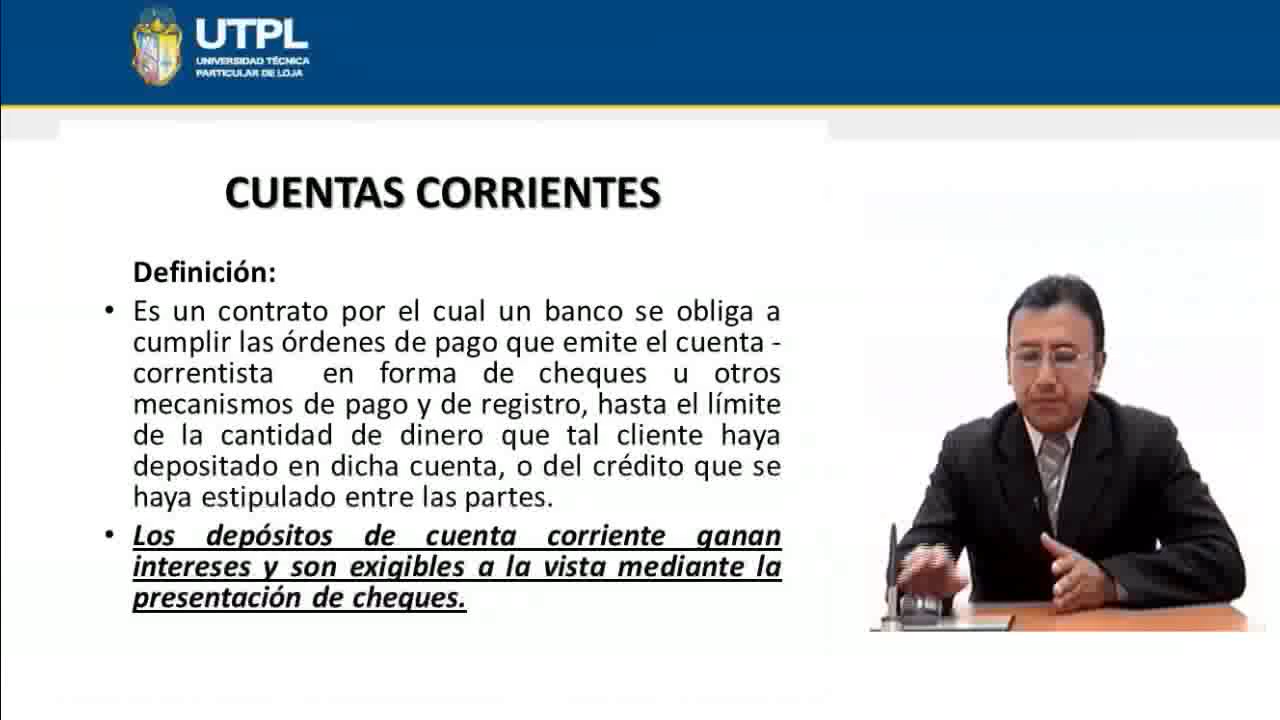 UTPL
UNIVERSIDAD TÉCNICA
PARTICULAR DE LOJA
CUENTAS CORRIENTES
Definición:
• Es un contrato por el cual un banco se obliga a
cumplir las órdenes de pago que emite el cuenta -
correntista en forma de cheques u otros
mecanismos de pago y de registro, hasta el límite
de la cantidad de dinero que tal cliente haya
depositado en dicha cuenta, o del crédito que se
haya estipulado entre las partes.
• Los depósitos de cuenta corriente ganan
intereses y son exigibles a la vista mediante la
presentación de cheques.